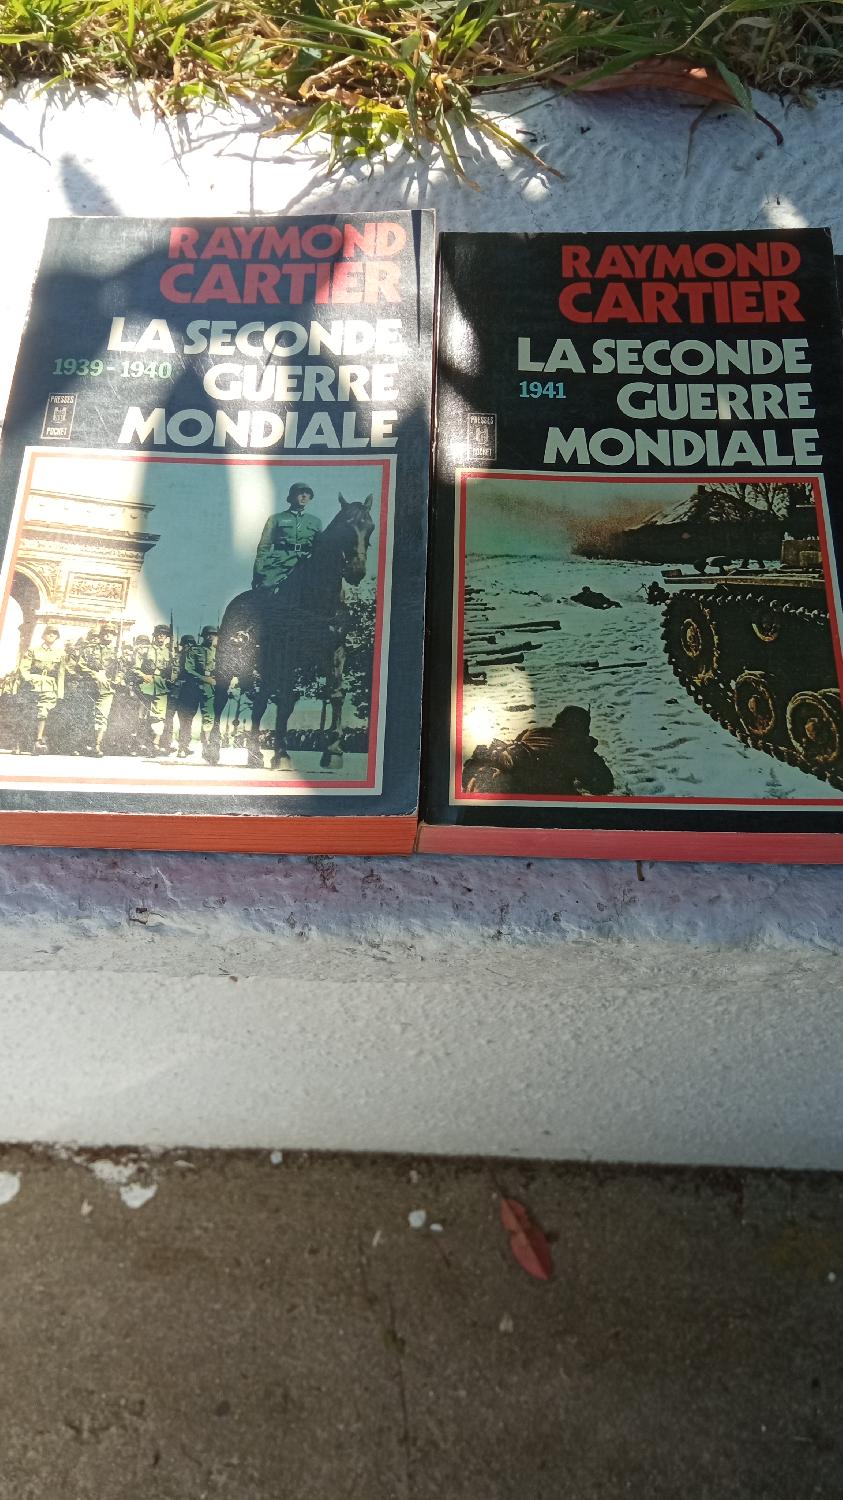 RAYMOND
CARTIER
LA SECONDE
1939-1940 GUERRE
MONDIALE
PRESSES
POCKET
RAYMOND
CARTIER
LA SECONDE
1941 GUERRE
MONDIALE
PRESSES
POCKET